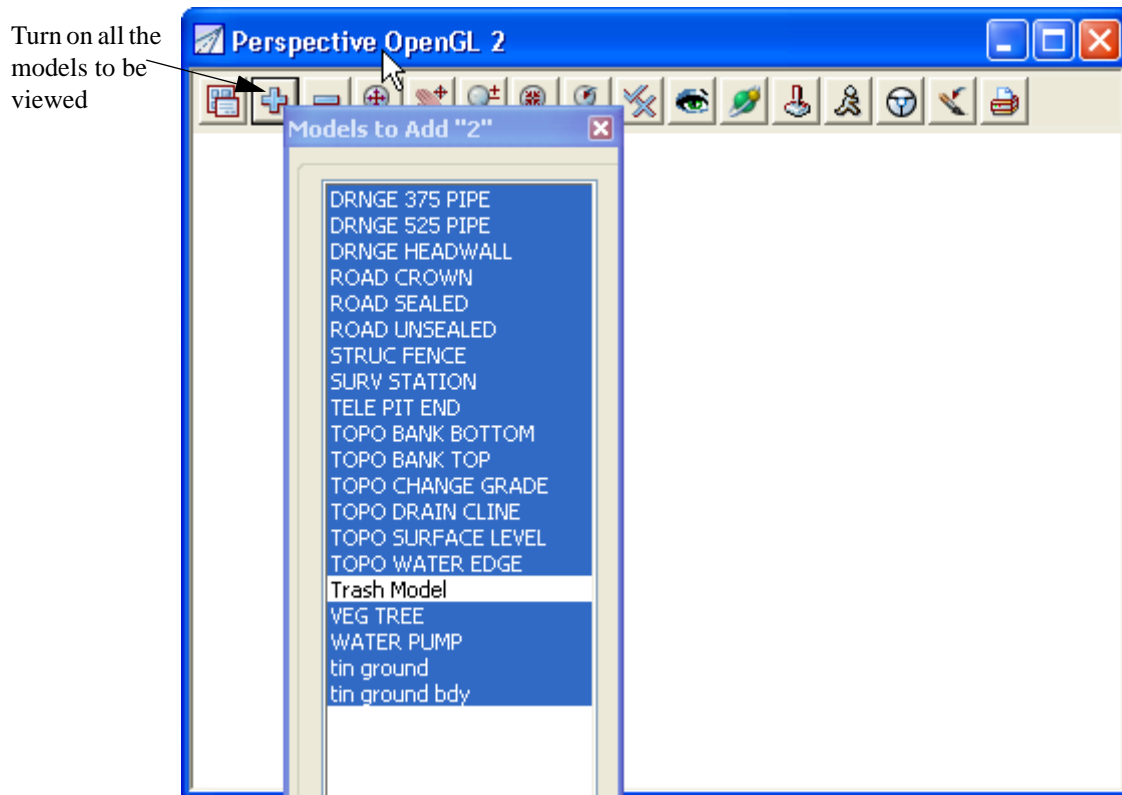 Turn on all the
models to be
viewed
Perspective OpenGL 2
Models to Add "2"
DRNGE 375 PIPE
DRNGE 525 PIPE
DRNGE HEADWALL
ROAD CROWN
ROAD SEALED
ROAD UNSEALED
STRUC FENCE
SURV STATION
TELE PIT END
TOPO BANK BOTTOM
TOPO BANK TOP
TOPO CHANGE GRADE
TOPO DRAIN CLINE
TOPO SURFACE LEVEL
TOPO WATER EDGE
Trash Model
VEG TREE
WATER PUMP
tin ground
tin ground bdy